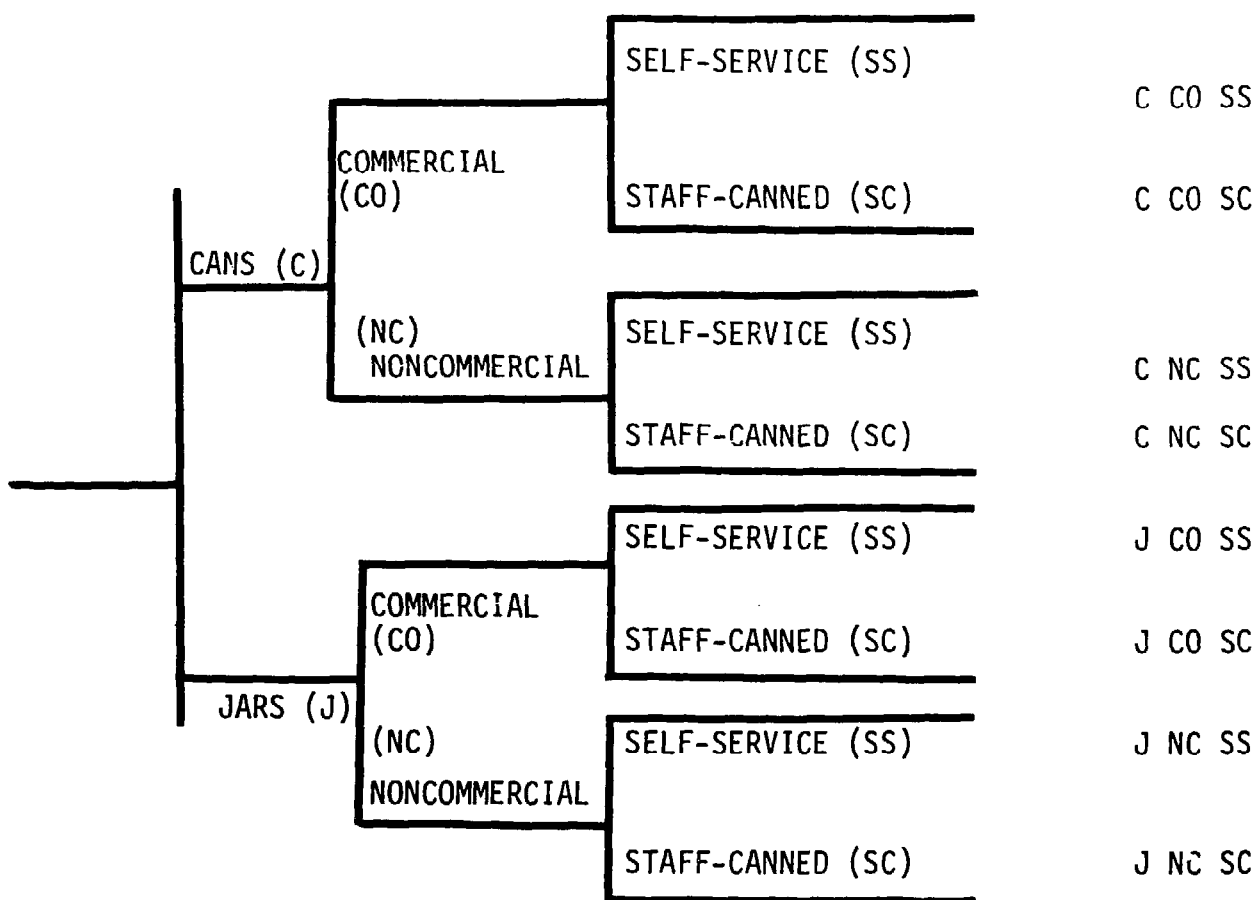 SELF-SERVICE (SS)
C CO SS
COMMERCIAL
(CO)
STAFF-CANNED (SC)
C CO SC
CANS (C)
(NC)
NONCOMMERCIAL
SELF-SERVICE (SS)
C NC SS
STAFF-CANNED (SC)
C NC SC
SELF-SERVICE (SS)
J CO SS
COMMERCIAL
(CO)
STAFF-CANNED (SC)
J CO SC
JARS (J)
(NC)
NONCOMMERCIAL
SELF-SERVICE (SS)
J NC SS
STAFF-CANNED (SC)
J NC SC